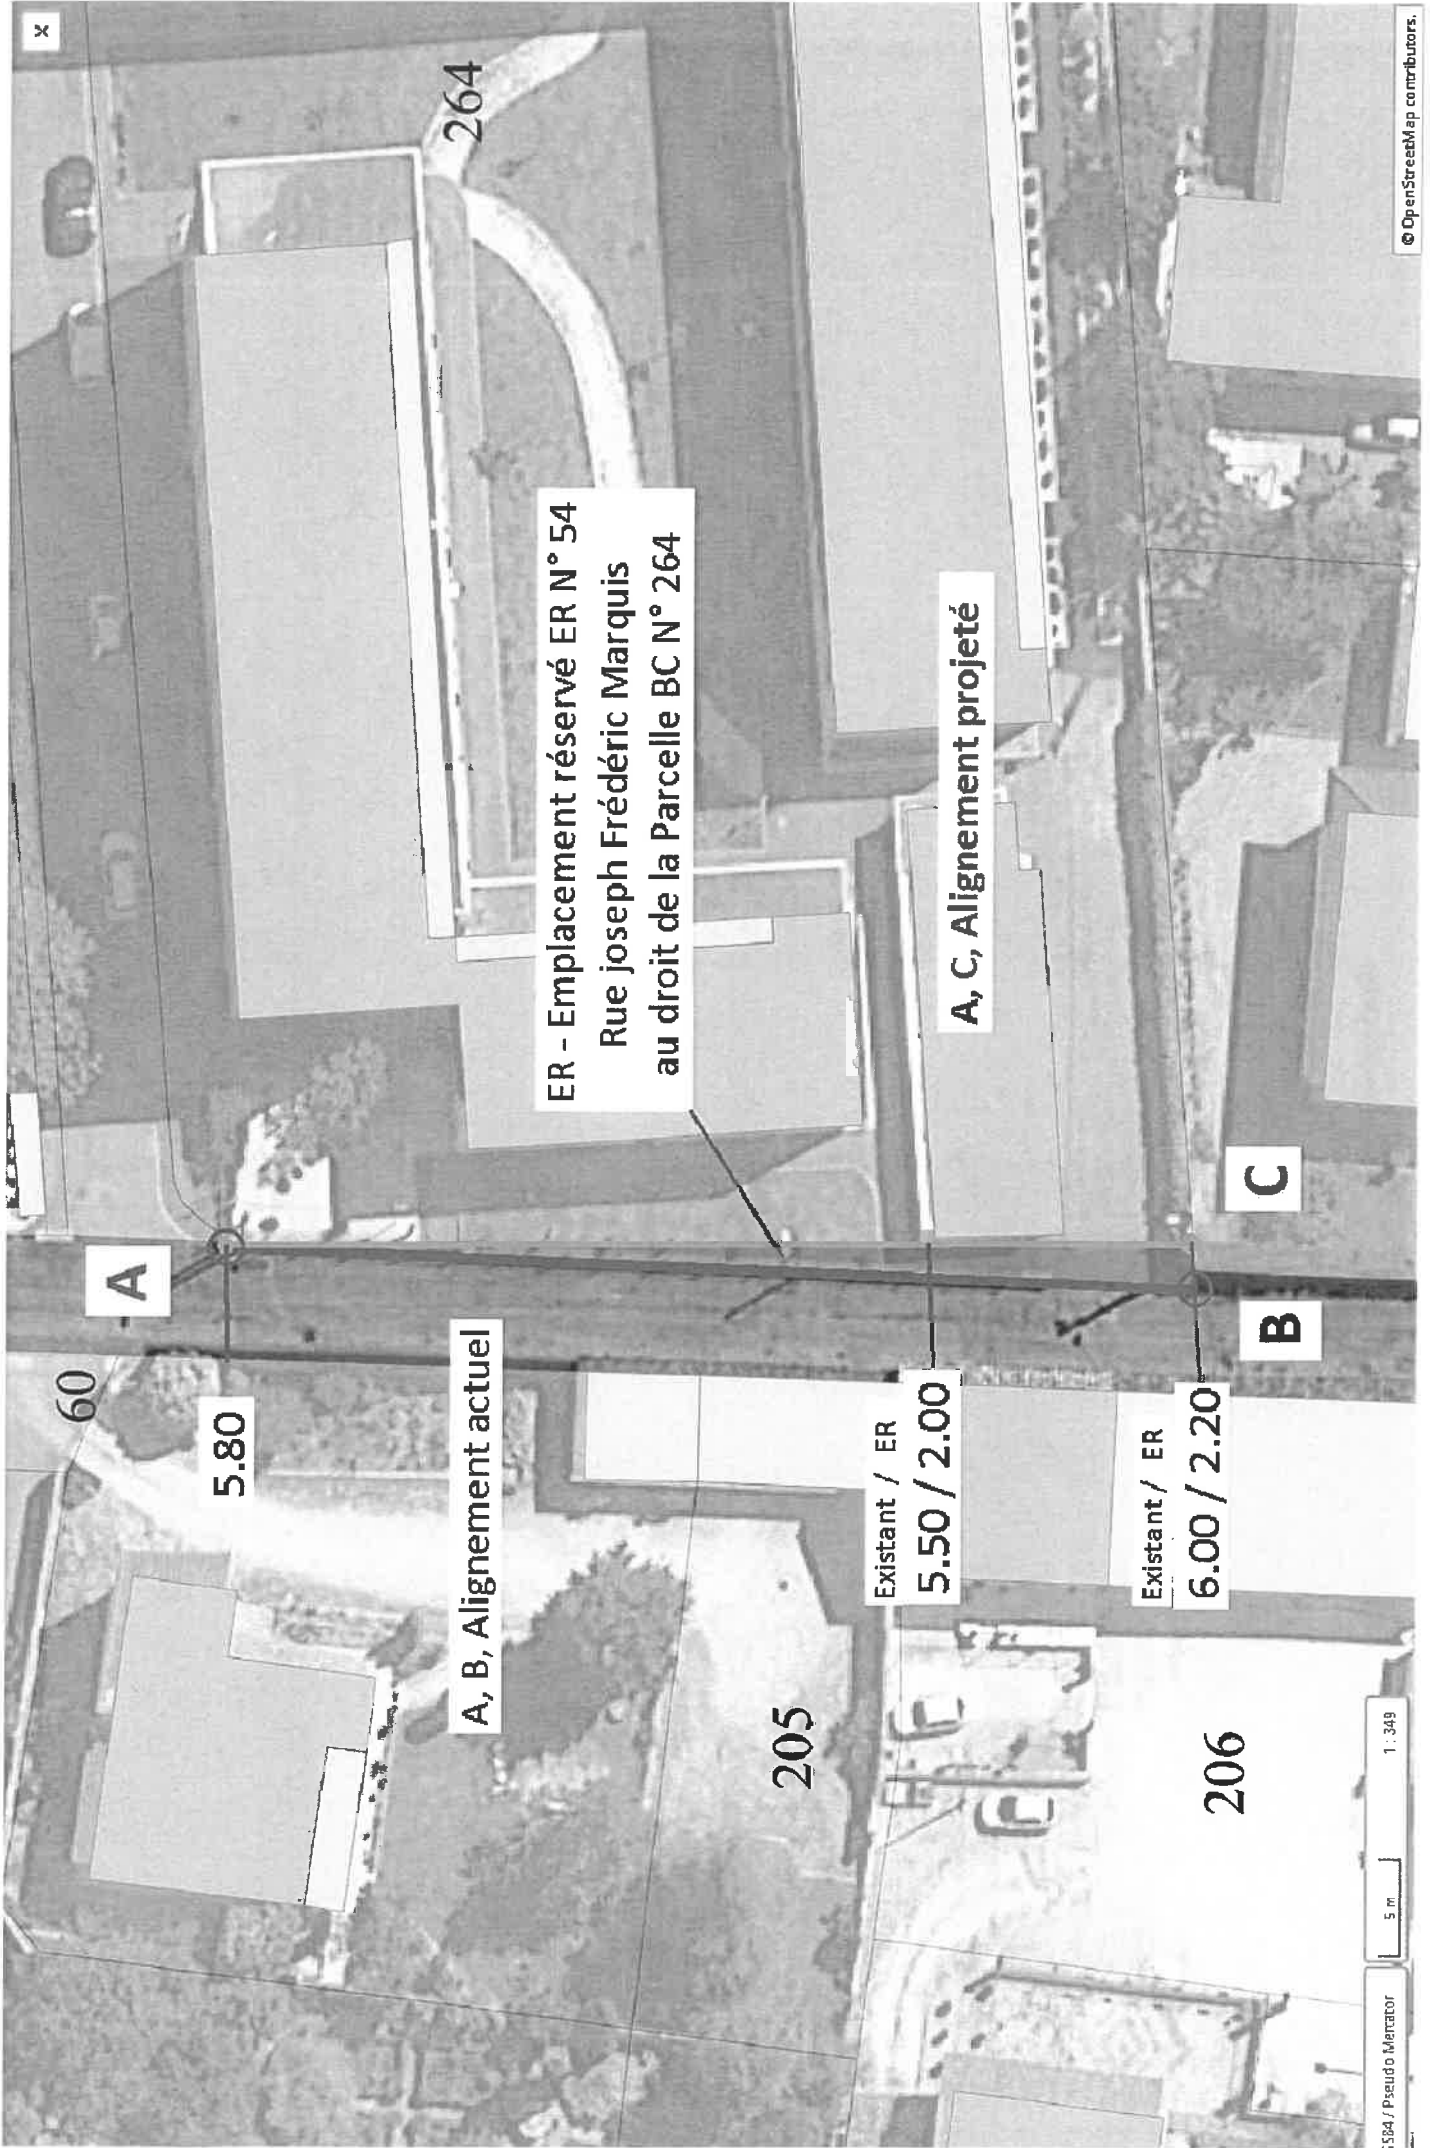 264
ER - Emplacement réservé ER N° 54
Rue joseph Frédéric Marquis
au droit de la Parcelle BC N° 264
A, C, Alignement projeté
A
C
B
60
5.80
A, B, Alignement actuel
Existant / ER
5.50 / 2.00
Existant / ER
6.00 / 2.20
205
206
1 : 349
5 m
584 / Pseudo Mercator
© OpenStreetMap contributors.
x